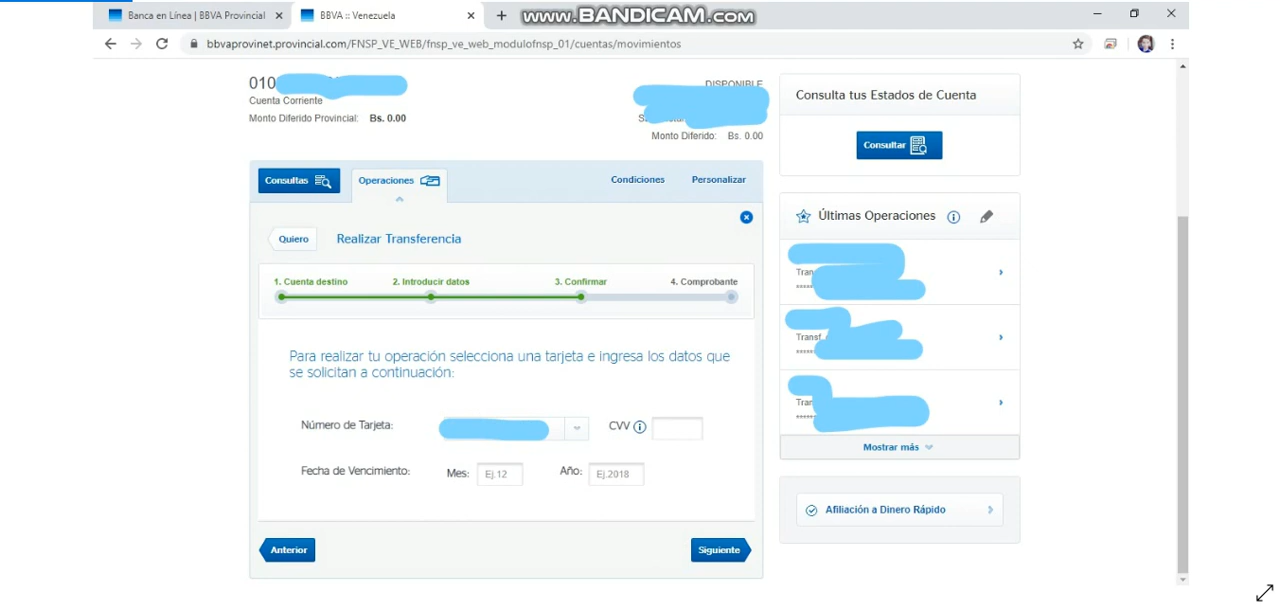 Banca en Línea | BBVA Provincial
BBVA :: Venezuela
www.BANDICAM.com
bbvaprovinet.provincial.com/FNSP_VE_WEB/fnsp_ve_web_modulofnsp_01/cuentas/movimientos
010
Cuenta Corriente
Monto Diferido Provincial: Bs. 0.00
DISPONIBLE
Monto Diferido: Bs. 0.00
Consultas
Operaciones
Condiciones
Personalizar
Quiero
Realizar Transferencia
1. Cuenta destino
2. Introducir datos
3. Confirmar
4. Comprobante
Para realizar tu operación selecciona una tarjeta e ingresa los datos que
se solicitan a continuación:
Número de Tarjeta:
CVV
Fecha de Vencimiento:
Mes: Ej.12
Año: Ej.2018
Anterior
Siguiente
Consulta tus Estados de Cuenta
Consultar
Últimas Operaciones
Tran
Transf
Tran
Mostrar más
Afiliación a Dinero Rápido